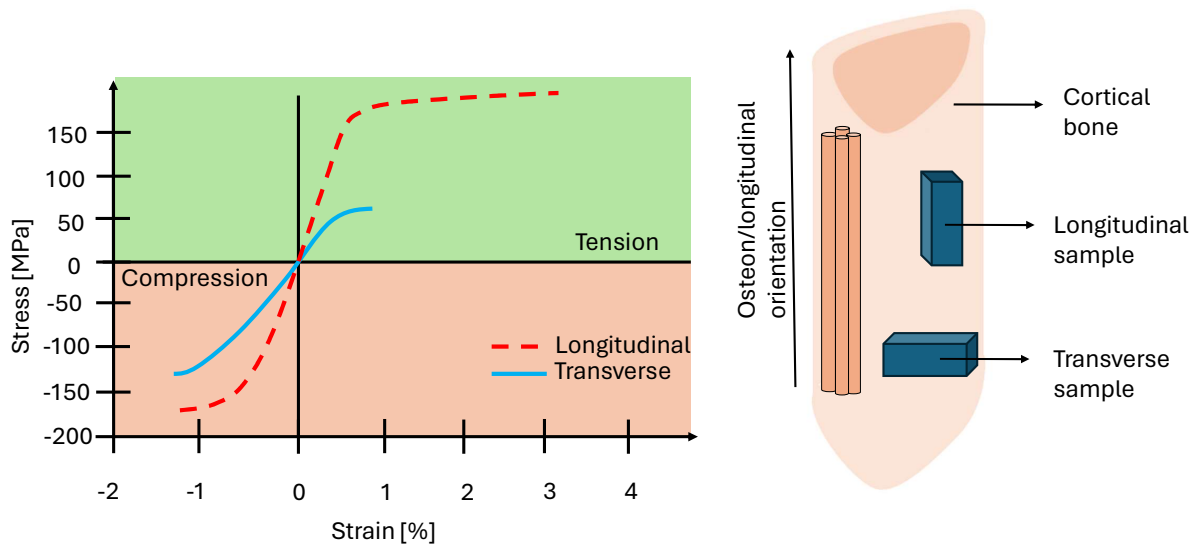 150
100
50
0
-50
-100
-150
-200
Stress [MPa]
Tension
Compression
Longitudinal
Transverse
-2
-1
0
1
2
3
4
Strain [%]
Osteon/longitudinal
orientation
Cortical
bone
Longitudinal
sample
Transverse
sample